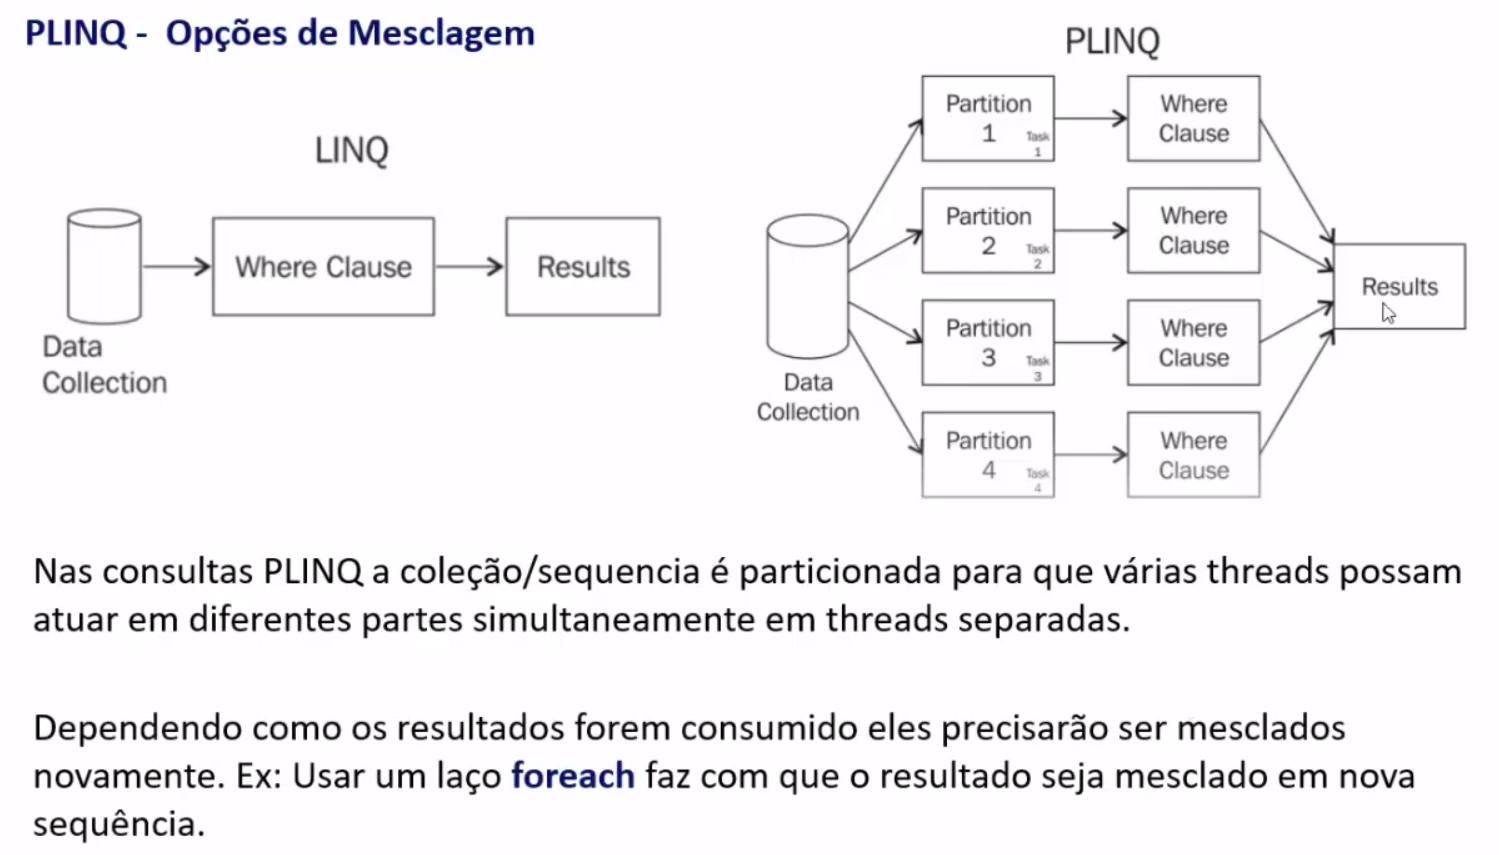 PLINQ - Opções de Mesclagem
LINQ
Data
Collection
Where Clause
Results
PLINQ
Data
Collection
Partition
1
Task
1
Where
Clause
Partition
2
Task
2
Where
Clause
Partition
3
Task
3
Where
Clause
Partition
4
Task
4
Where
Clause
Results
Nas consultas PLINQ a coleção/sequencia é particionada para que várias threads possam
atuar em diferentes partes simultaneamente em threads separadas.
Dependendo como os resultados forem consumido eles precisarão ser mesclados
novamente. Ex: Usar um laço foreach faz com que o resultado seja mesclado em nova
sequência.